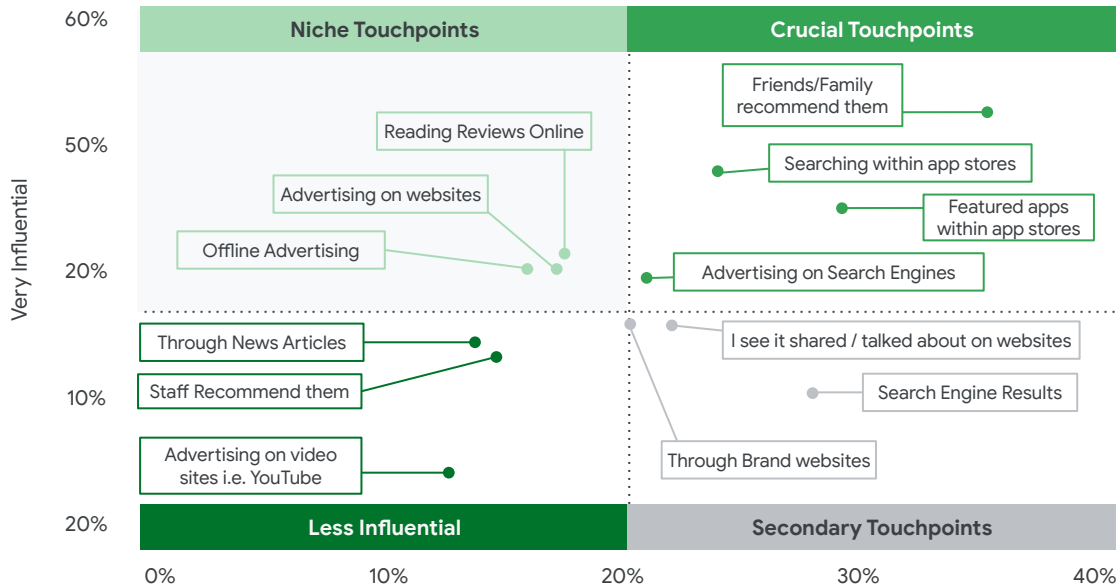 60%
Niche Touchpoints
Crucial Touchpoints
Friends/Family
recommend them
Reading Reviews Online
50%
Searching within app stores
Advertising on websites
Featured apps
within app stores
Offline Advertising
Very Influential
20%
Advertising on Search Engines
Through News Articles
I see it shared / talked about on websites
Staff Recommend them
10%
Search Engine Results
Advertising on video
sites i.e. YouTube
Through Brand websites
20%
Less Influential
Secondary Touchpoints
0%
10%
20%
30%
40%